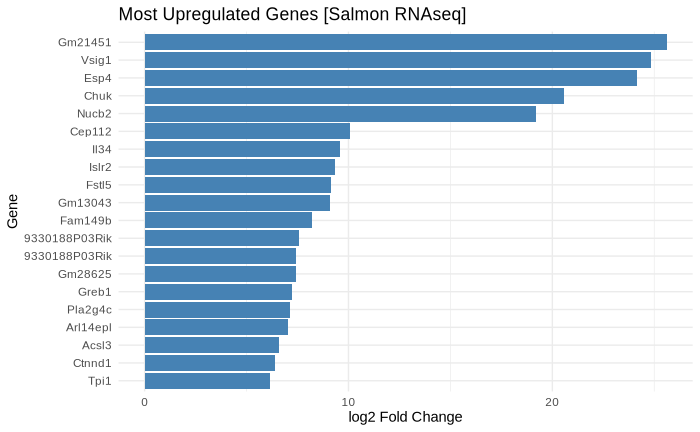 Most Upregulated Genes [Salmon RNAseq]
Gene
Gm21451
Vsig1
Esp4
Chuk
Nucb2
Cep112
Il34
Islr2
Fstl5
Gm13043
Fam149b
9330188P03Rik
9330188P03Rik
Gm28625
Greb1
Pla2g4c
Arl14epl
Acsl3
Ctnnd1
Tpi1
0 10 20
log2 Fold Change